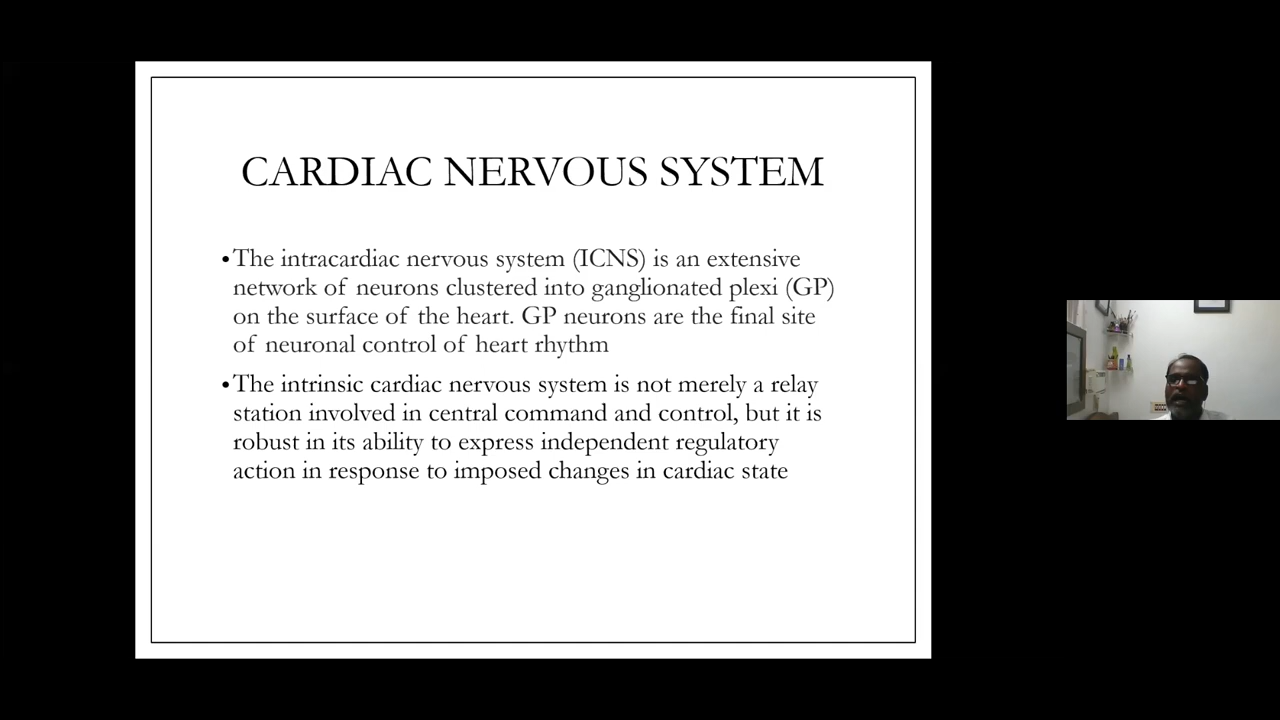 CARDIAC NERVOUS SYSTEM
•The intracardiac nervous system (ICNS) is an extensive
network of neurons clustered into ganglionated plexi (GP)
on the surface of the heart. GP neurons are the final site
of neuronal control of heart rhythm
•The intrinsic cardiac nervous system is not merely a relay
station involved in central command and control, but it is
robust in its ability to express independent regulatory
action in response to imposed changes in cardiac state